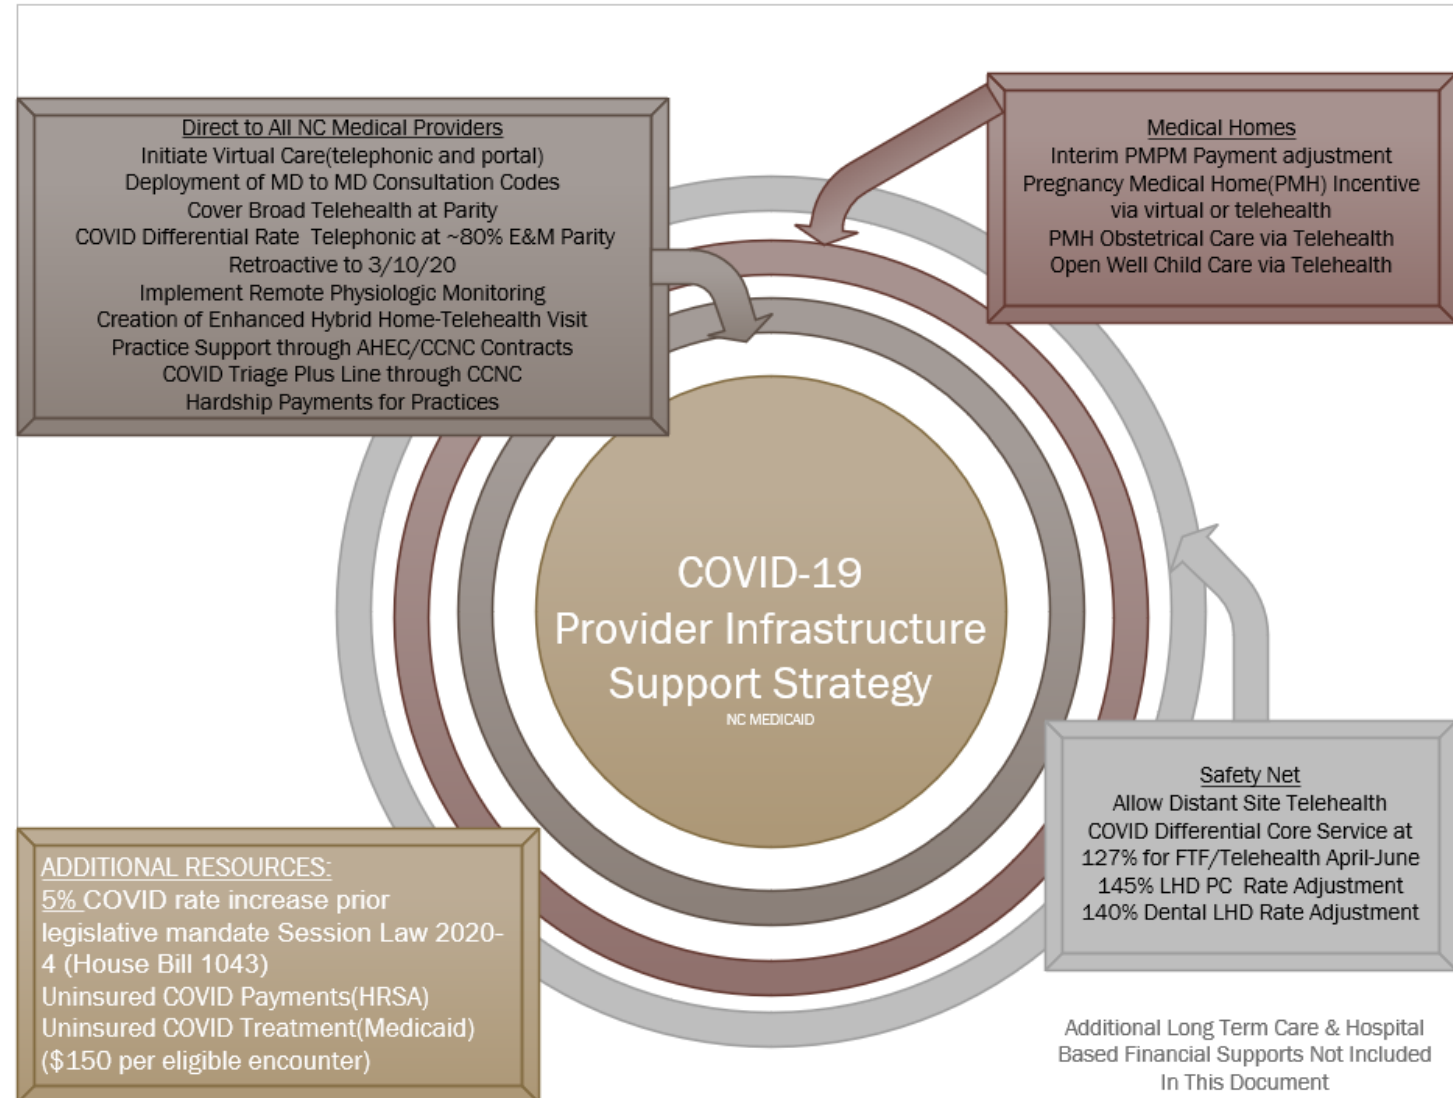 Direct to All NC Medical Providers
Initiate Virtual Care(telephonic and portal)
Deployment of MD to MD Consultation Codes
Cover Broad Telehealth at Parity
COVID Differential Rate  Telephonic at ~80% E&M Parity
Retroactive to 3/10/20
Implement Remote Physiologic Monitoring
Creation of Enhanced Hybrid Home-Telehealth Visit
Practice Support through AHEC/CCNC Contracts
COVID Triage Plus Line through CCNC
Hardship Payments for Practices
Medical Homes
Interim PMPM Payment adjustment
Pregnancy Medical Home(PMH) Incentive
via virtual or telehealth
PMH Obstetrical Care via Telehealth
Open Well Child Care via Telehealth
COVID-19
Provider Infrastructure
Support Strategy
NC MEDICAID
Safety Net
Allow Distant Site Telehealth
COVID Differential Core Service at
127% for FTF/Telehealth April-June
145% LHD PC  Rate Adjustment
140% Dental LHD Rate Adjustment
ADDITIONAL RESOURCES:
5% COVID rate increase prior
legislative mandate Session Law 2020-
4 (House Bill 1043)
Uninsured COVID Payments(HRSA)
Uninsured COVID Treatment(Medicaid)
($150 per eligible encounter)
Additional Long Term Care & Hospital
Based Financial Supports Not Included
In This Document